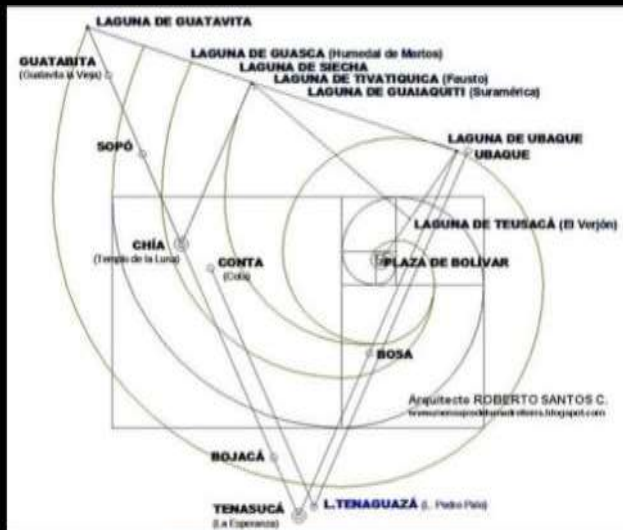 LAGUNA DE GUATAVITA
GUATABITA
(Guatavita la Vieja)
LAGUNA DE GUASCA (Humedal de Martos)
LAGUNA DE SIECHA
LAGUNA DE TIVATIQUICA (Fausto)
LAGUNA DE GUAIAQUITI (Suramérica)
SOPÓ
LAGUNA DE UBAQUE
UBAQUE
LAGUNA DE TEUSACÁ (El Verjón)
CHÍA
(Templo de la Luna)
CONTA
(Cota)
PLAZA DE BOLÍVAR
BOSA
Arquitecto ROBERTO SANTOS C.
BOJACÁ
TENASUCÁ
(La Esperanza)
L.TENAGUAZÁ (L. Pedro Palo)